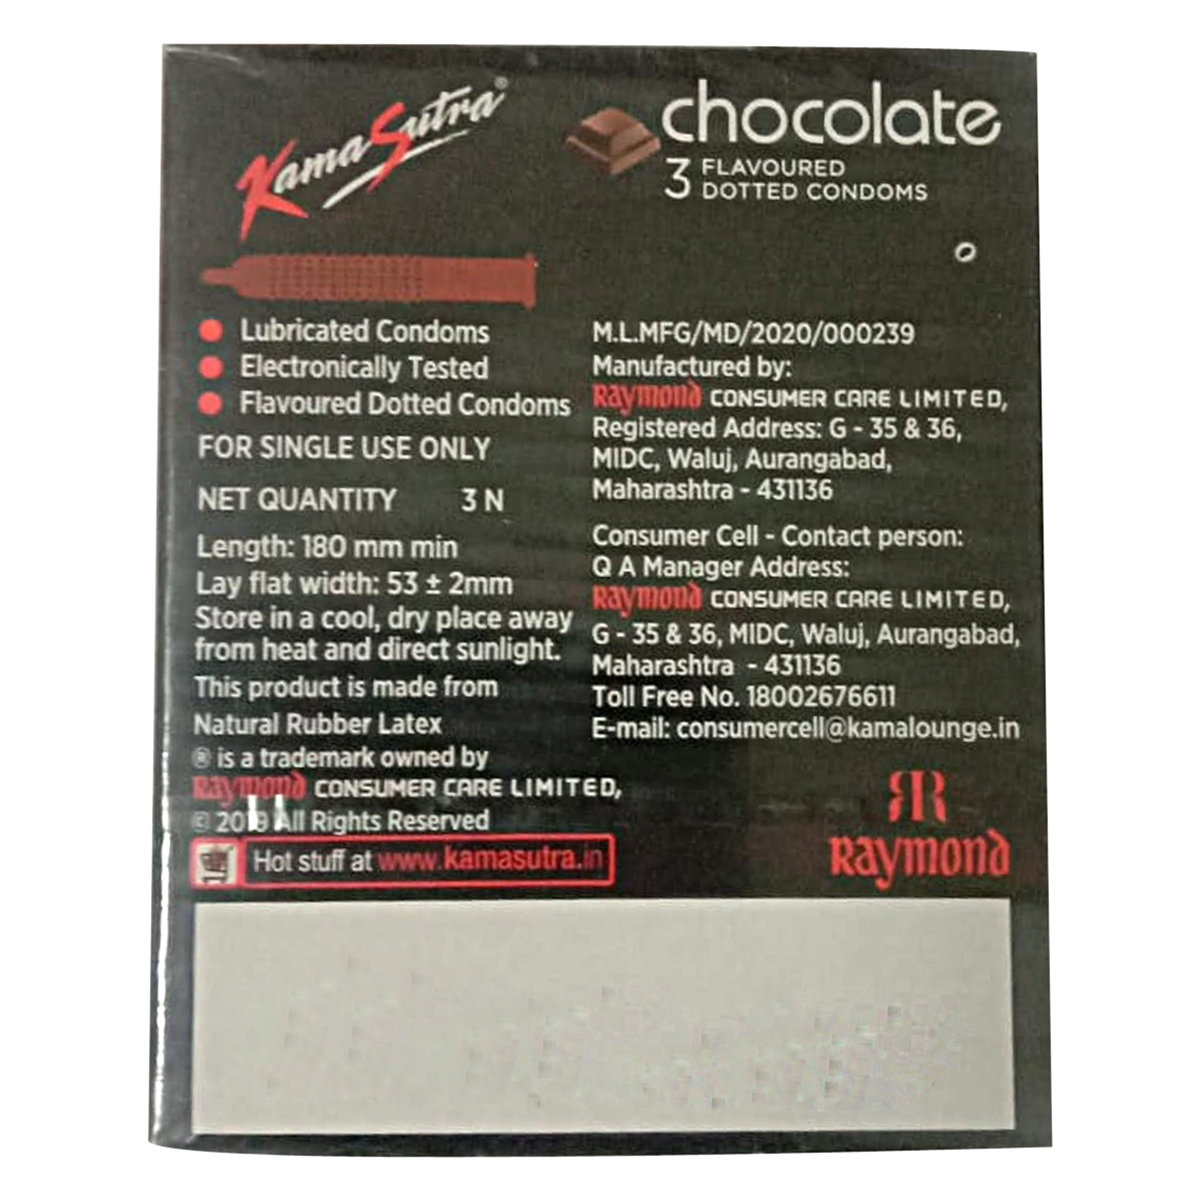 KamaSutra®
chocolate
3 FLAVOURED
DOTTED CONDOMS
Lubricated Condoms
Electronically Tested
Flavoured Dotted Condoms
FOR SINGLE USE ONLY
NET QUANTITY 3 N
Length: 180 mm min
Lay flat width: 53 ± 2mm
Store in a cool, dry place away
from heat and direct sunlight.
This product is made from
Natural Rubber Latex
® is a trademark owned by
Raymond CONSUMER CARE LIMITED,
© 2019 All Rights Reserved
Hot stuff at www.kamasutra.in
M.L.MFG/MD/2020/000239
Manufactured by:
Raymond CONSUMER CARE LIMITED,
Registered Address: G - 35 & 36,
MIDC, Waluj, Aurangabad,
Maharashtra - 431136
Consumer Cell - Contact person:
Q A Manager Address:
Raymond CONSUMER CARE LIMITED,
G - 35 & 36, MIDC, Waluj, Aurangabad,
Maharashtra - 431136
Toll Free No. 18002676611
E-mail: consumercell@kamalounge.in
RR
Raymond